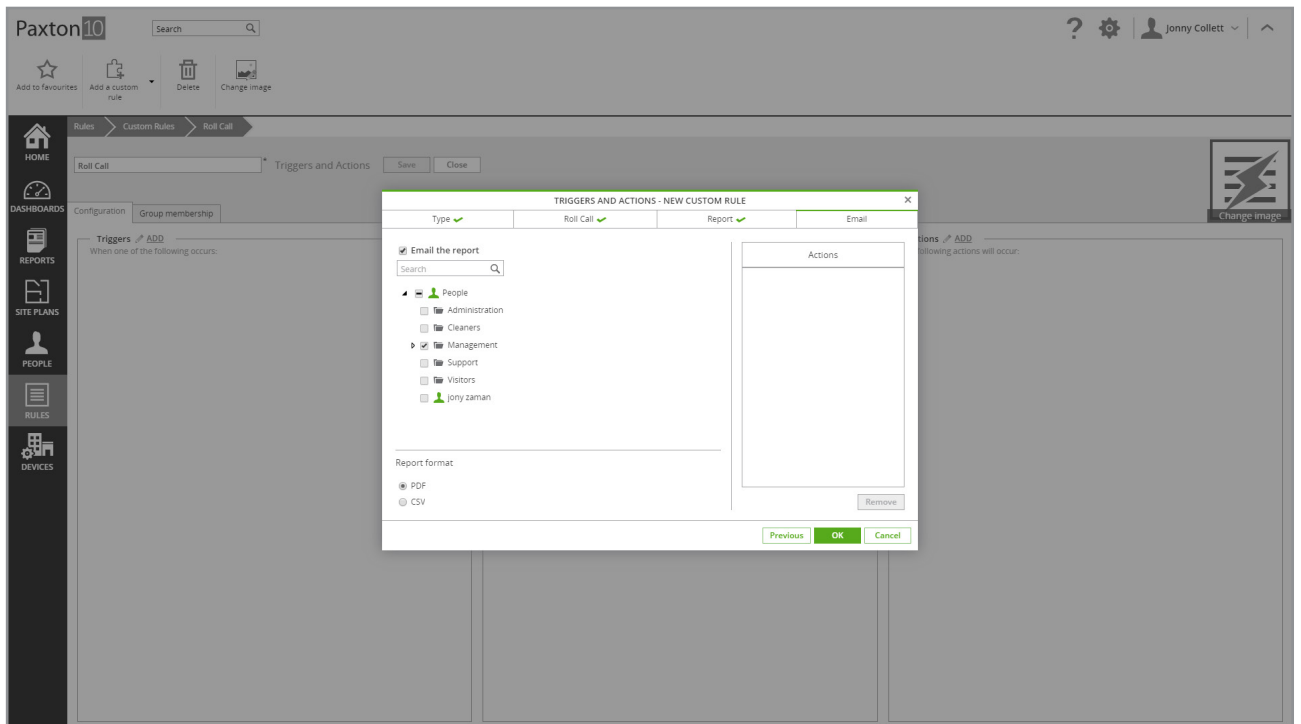 Paxton 10
Search
? Jonny Collett
Add to favourites
Add a custom
rule
Delete
Change image
Rules
Custom Rules
Roll Call
HOME
DASHBOARDS
REPORTS
SITE PLANS
PEOPLE
RULES
DEVICES
Roll Call
* Triggers and Actions
Save
Close
Change image
Configuration
Group membership
Triggers ADD
When one of the following occurs:
tions ADD
following actions will occur:
TRIGGERS AND ACTIONS - NEW CUSTOM RULE
Type
Roll Call
Report
Email
Email the report
Search
People
Administration
Cleaners
Management
Support
Visitors
jony zaman
Report format
PDF
CSV
Actions
Remove
Previous
OK
Cancel